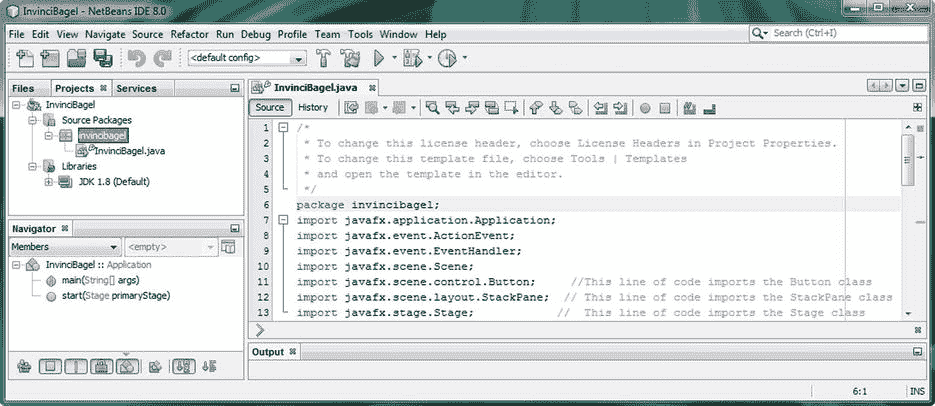 InvinciBagel - NetBeans IDE 8.0
File Edit View Navigate Source Refactor Run Debug Profile Team Tools Window Help
Search (Ctrl+I)
<default config>
Files Projects Services
InvinciBagel
Source Packages
invincibagel
InvinciBagel.java
Libraries
JDK 1.8 (Default)
Navigator
Members <empty>
InvinciBagel :: Application
main(String[] args)
start(Stage primaryStage)
InvinciBagel.java
Source History
1 /*
2 * To change this license header, choose License Headers in Project Properties.
3 * To change this template file, choose Tools | Templates
4 * and open the template in the editor.
5 */
6 package invincibagel;
7 import javafx.application.Application;
8 import javafx.event.ActionEvent;
9 import javafx.event.EventHandler;
10 import javafx.scene.Scene;
11 import javafx.scene.control.Button; //This line of code imports the Button class
12 import javafx.scene.layout.StackPane; // This line of code imports the StackPane class
13 import javafx.stage.Stage; // This line of code imports the Stage class
Output
6:1 INS